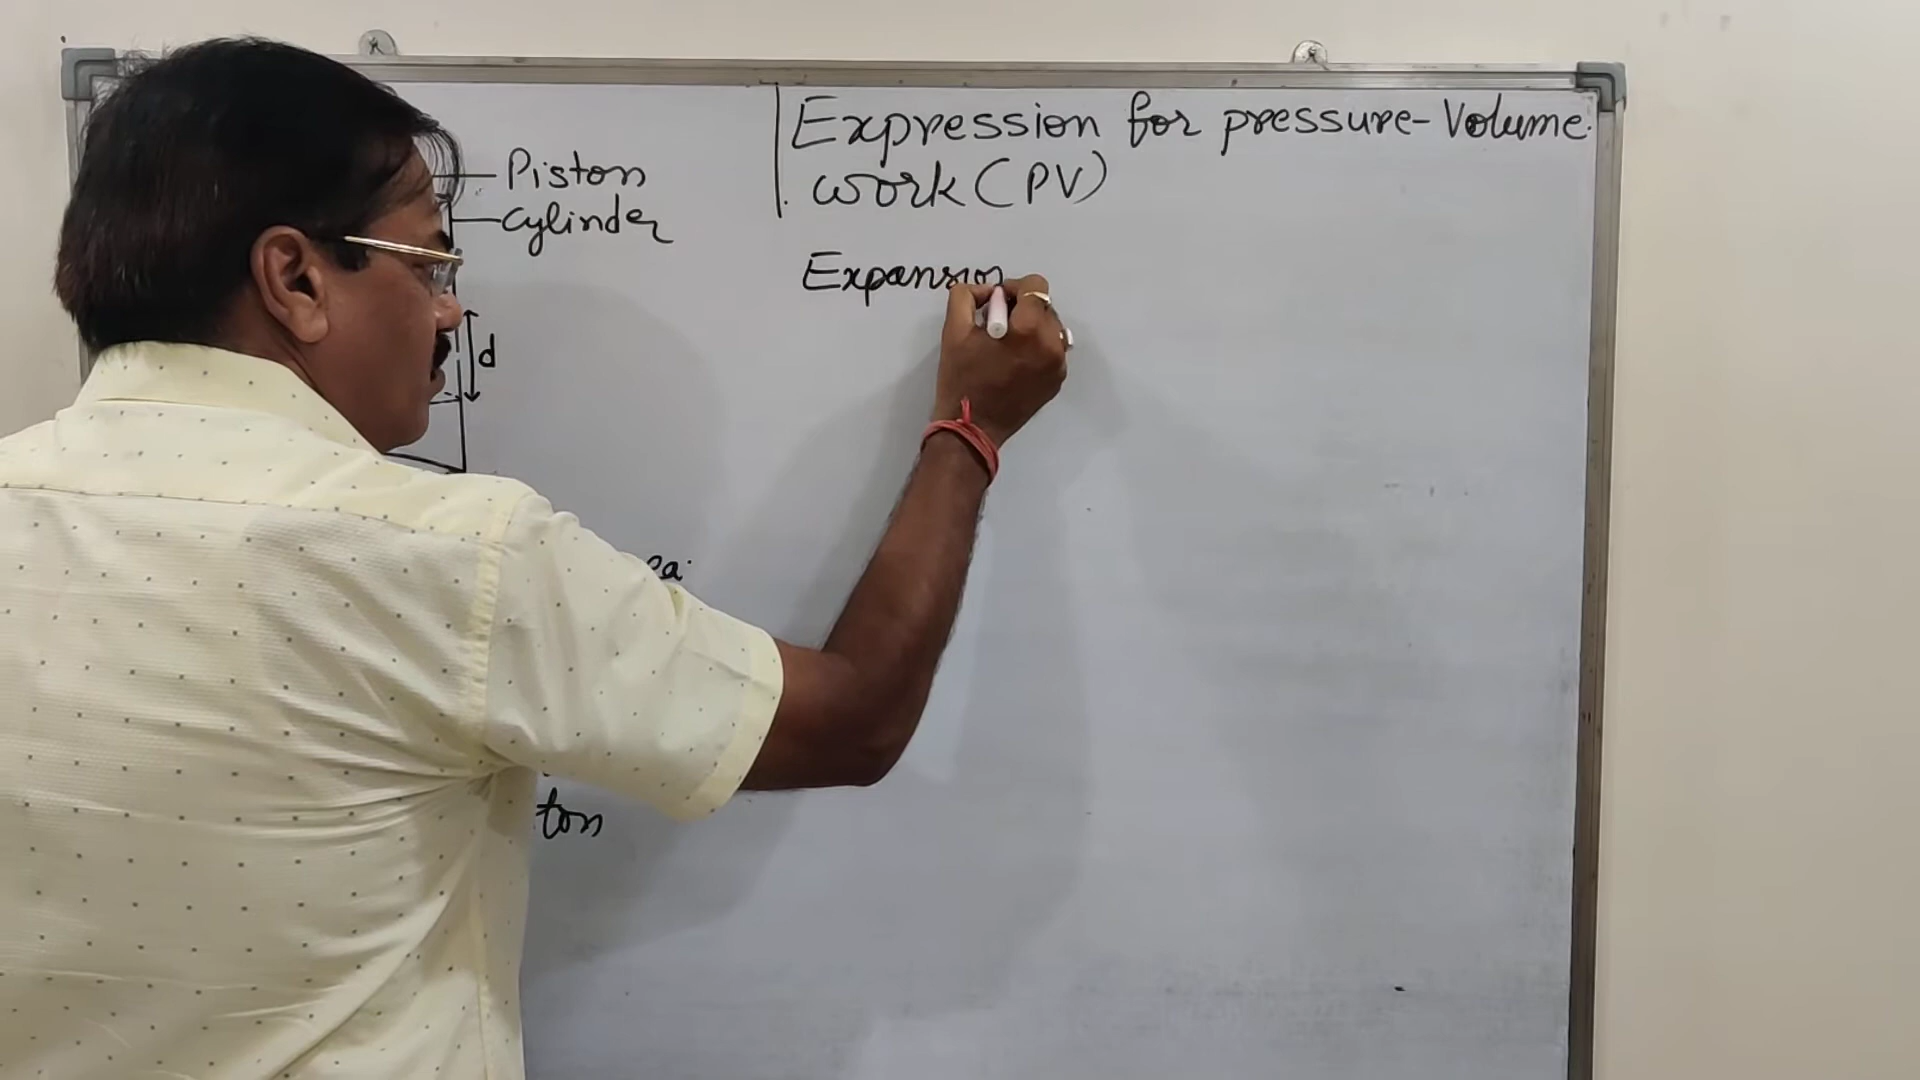 Piston
Cylinder
d
ton
Expression for pressure-Volume
work (PV)
Expansion